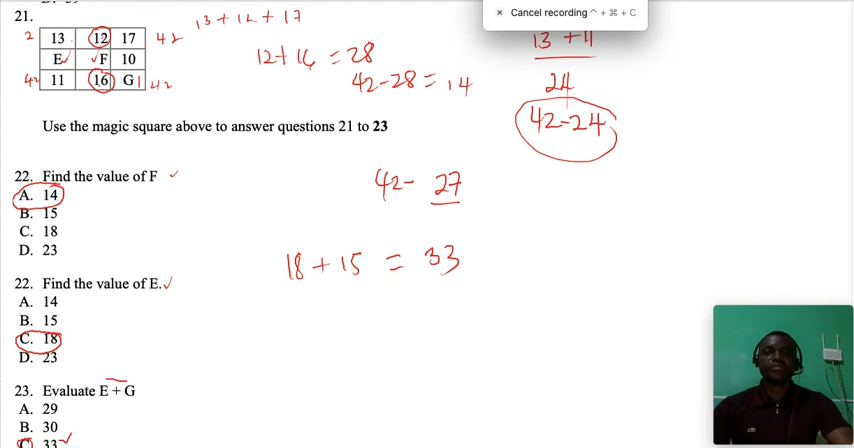 21.
13 + 12 + 17
Cancel recording ⌃ + ⌘ + C
2 13 12 17 42
E F 10
42 11 16 G 42
12 + 16 = 28
42 - 28 = 14
13 + 11
24
42 - 24
Use the magic square above to answer questions 21 to 23
22. Find the value of F
A. 14
B. 15
C. 18
D. 23
42 - 27
18 + 15 = 33
22. Find the value of E.
A. 14
B. 15
C. 18
D. 23
23. Evaluate E + G
A. 29
B. 30
C. 33